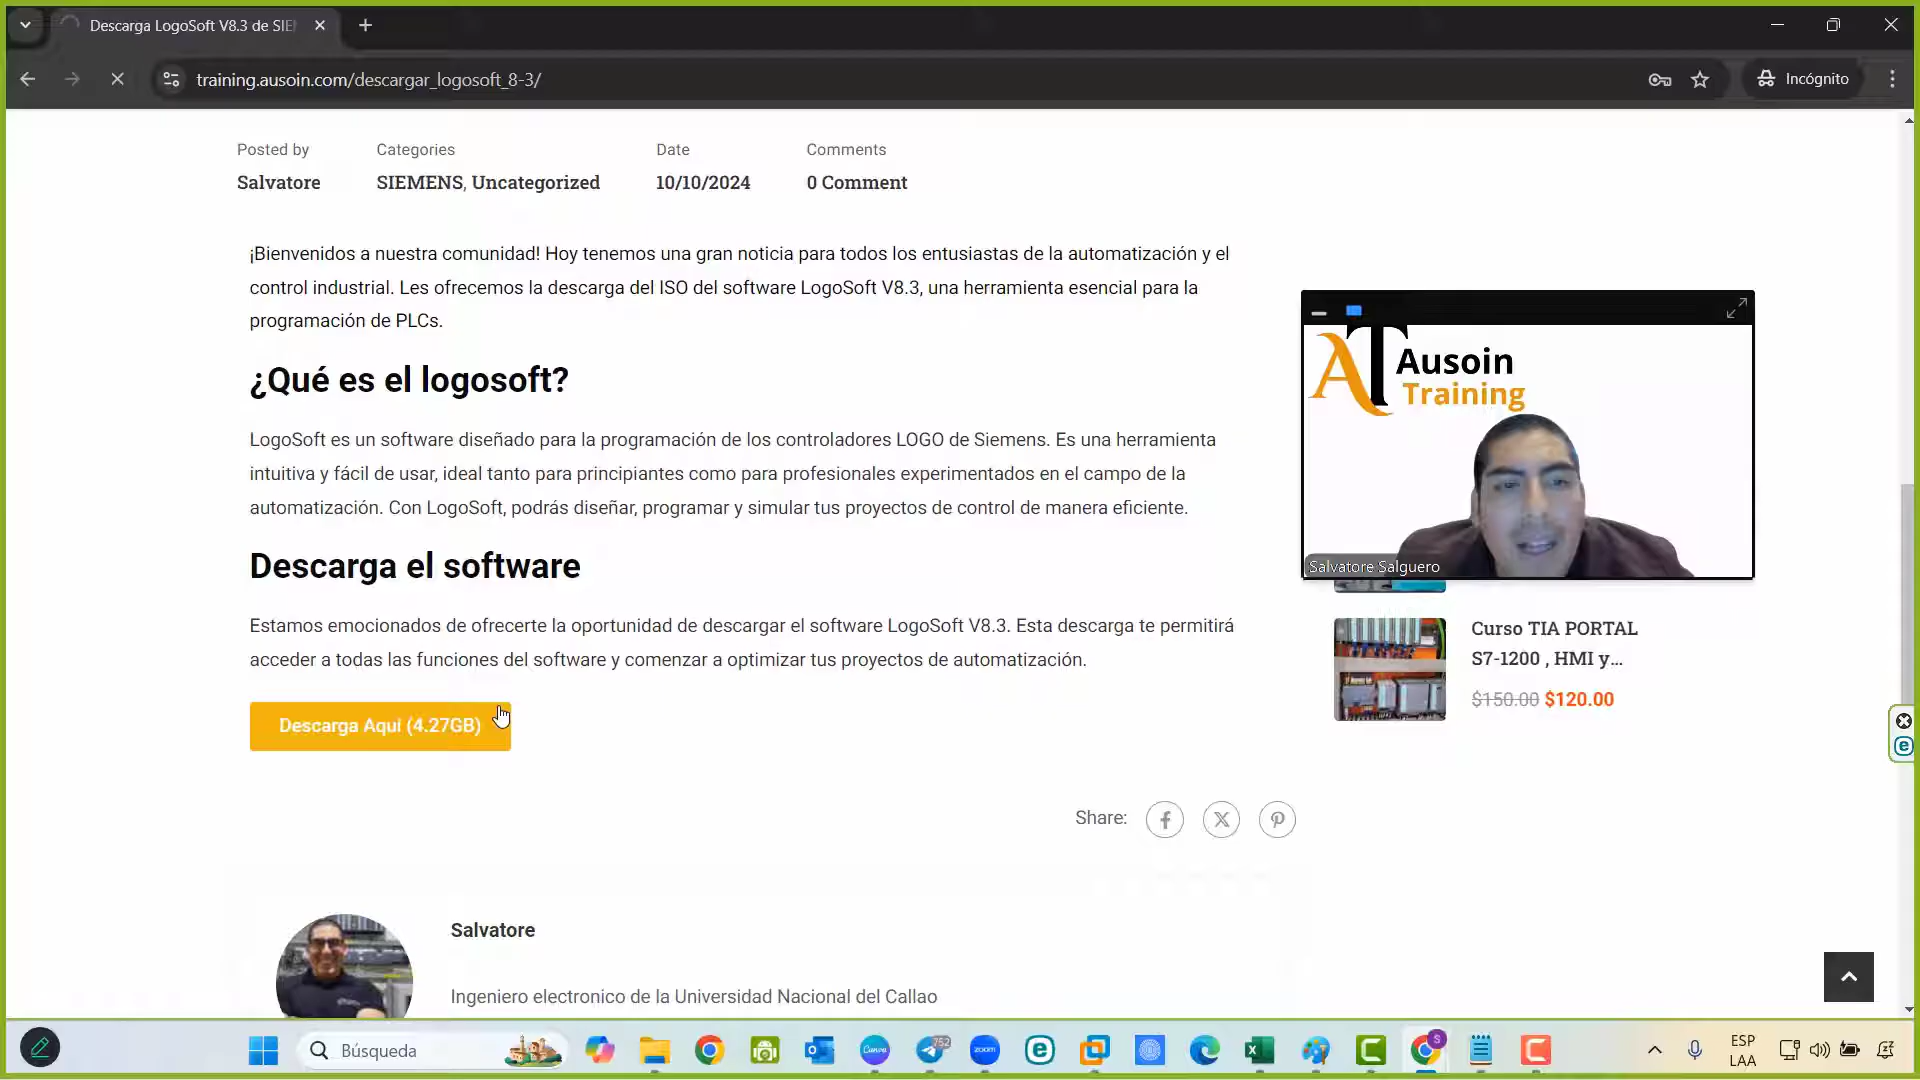 Descarga LogoSoft V8.3 de SIE
training.ausoin.com/descargar_logosoft_8-3/
Incógnito
Posted by
Categories
Date
Comments
Salvatore
SIEMENS, Uncategorized
10/10/2024
0 Comment
¡Bienvenidos a nuestra comunidad! Hoy tenemos una gran noticia para todos los entusiastas de la automatización y el
control industrial. Les ofrecemos la descarga del ISO del software LogoSoft V8.3, una herramienta esencial para la
programación de PLCs.
¿Qué es el logosoft?
LogoSoft es un software diseñado para la programación de los controladores LOGO de Siemens. Es una herramienta
intuitiva y fácil de usar, ideal tanto para principiantes como para profesionales experimentados en el campo de la
automatización. Con LogoSoft, podrás diseñar, programar y simular tus proyectos de control de manera eficiente.
Descarga el software
Estamos emocionados de ofrecerte la oportunidad de descargar el software LogoSoft V8.3. Esta descarga te permitirá
acceder a todas las funciones del software y comenzar a optimizar tus proyectos de automatización.
Descarga Aquí (4.27GB)
AT Ausoin
Training
Salvatore Salguero
Curso TIA PORTAL
S7-1200 , HMI y...
$150.00 $120.00
Share:
Salvatore
Ingeniero electronico de la Universidad Nacional del Callao
Búsqueda
Canva
752
zoom
S
ESP
LAA